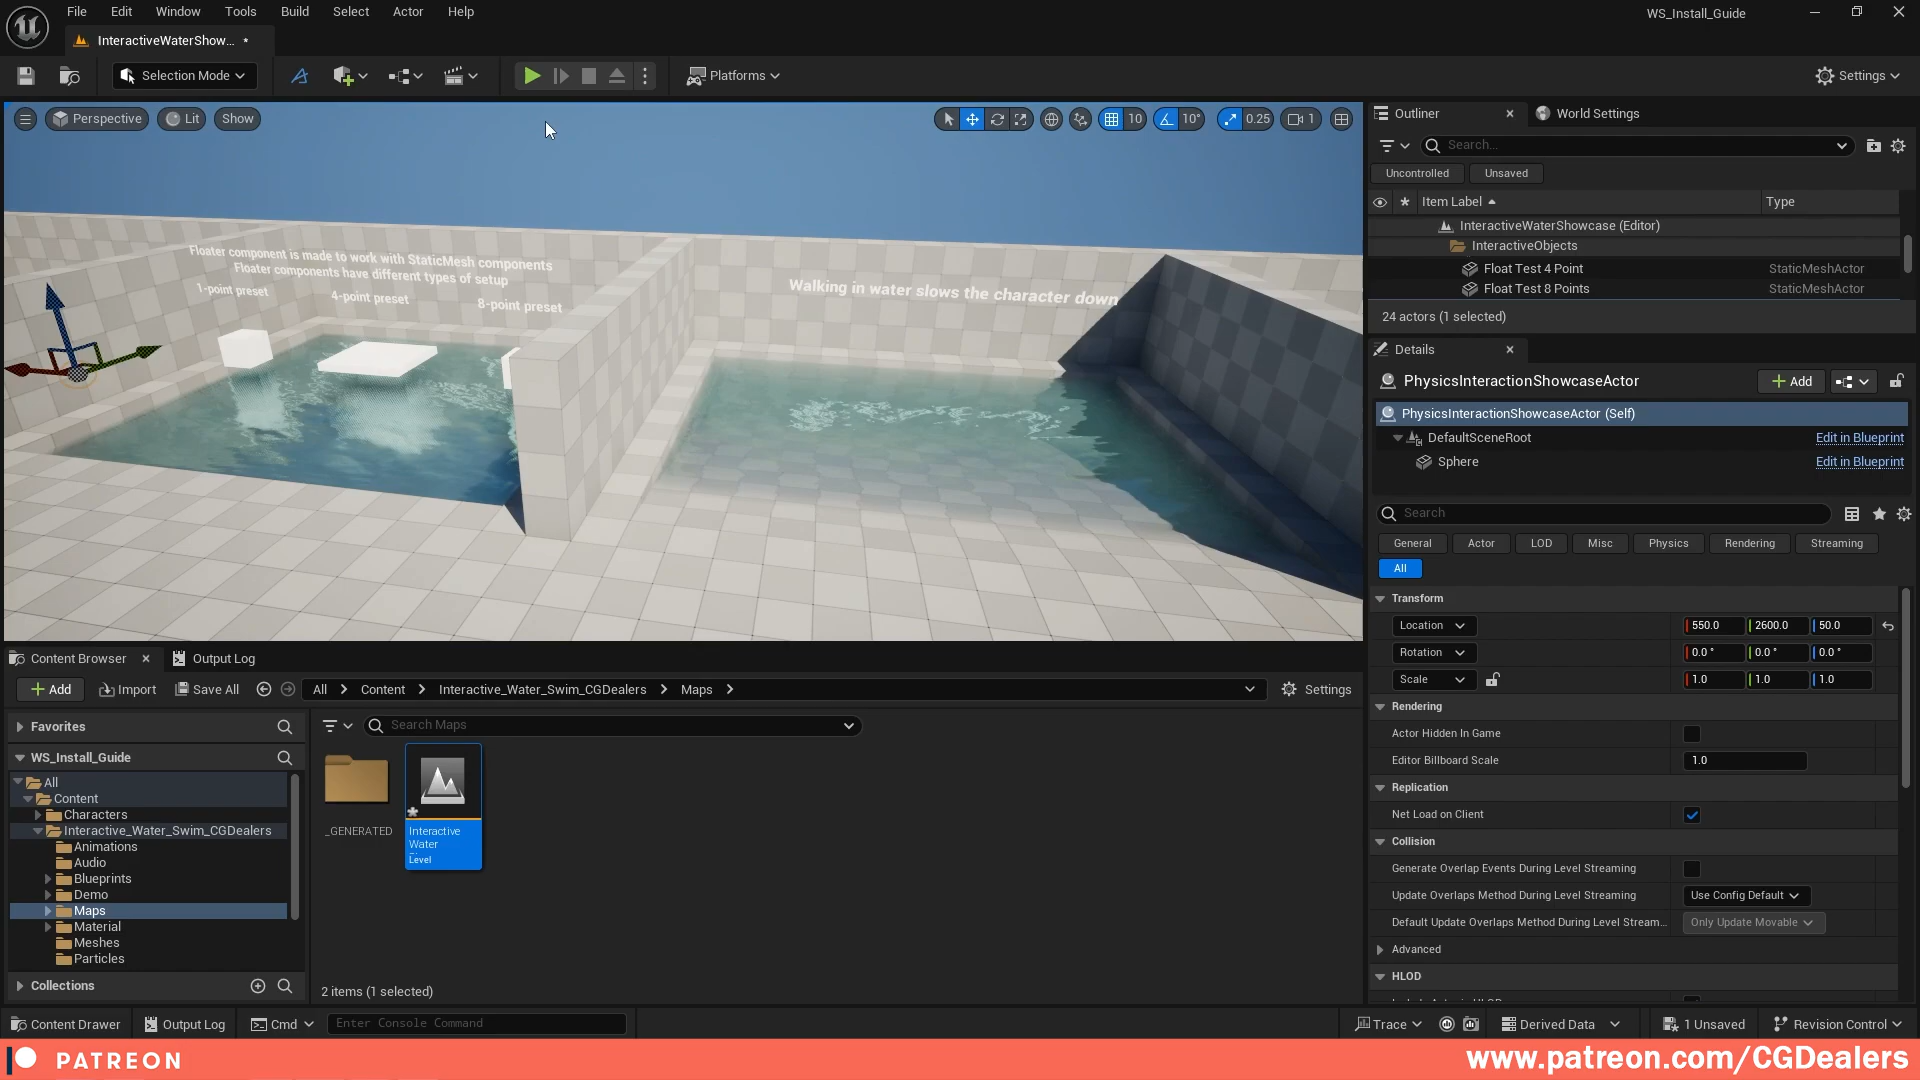 File Edit Window Tools Build Select Actor Help
WS_Install_Guide
InteractiveWaterShow... •
Selection Mode
Platforms
Settings
Perspective
Lit
Show
10
10°
0.25
1
Floater component is made to work with StaticMesh components
Floater components have different types of setup
1-point preset
4-point preset
8-point preset
Walking in water slows the character down
Outliner
World Settings
Search...
Uncontrolled
Unsaved
Item Label
Type
InteractiveWaterShowcase (Editor)
InteractiveObjects
Float Test 4 Point StaticMeshActor
Float Test 8 Points StaticMeshActor
24 actors (1 selected)
Details
PhysicsInteractionShowcaseActor
Add
PhysicsInteractionShowcaseActor (Self)
DefaultSceneRoot Edit in Blueprint
Sphere Edit in Blueprint
Search
General Actor LOD Misc Physics Rendering Streaming
All
Transform
Location 550.0 2600.0 50.0
Rotation 0.0 ° 0.0 ° 0.0 °
Scale 1.0 1.0 1.0
Rendering
Actor Hidden In Game
Editor Billboard Scale 1.0
Replication
Net Load on Client
Collision
Generate Overlap Events During Level Streaming
Update Overlaps Method During Level Streaming Use Config Default
Default Update Overlaps Method During Level Stream... Only Update Movable
Advanced
HLOD
Content Browser
Output Log
Add
Import
Save All
All > Content > Interactive_Water_Swim_CGDealers > Maps >
Settings
Favorites
WS_Install_Guide
All
Content
Characters
Interactive_Water_Swim_CGDealers
Animations
Audio
Blueprints
Demo
Maps
Material
Meshes
Particles
Collections
Search Maps
_GENERATED
Interactive
Water
Level
2 items (1 selected)
Content Drawer
Output Log
Cmd
Enter Console Command
Trace
Derived Data
1 Unsaved
Revision Control
PATREON
www.patreon.com/CGDealers